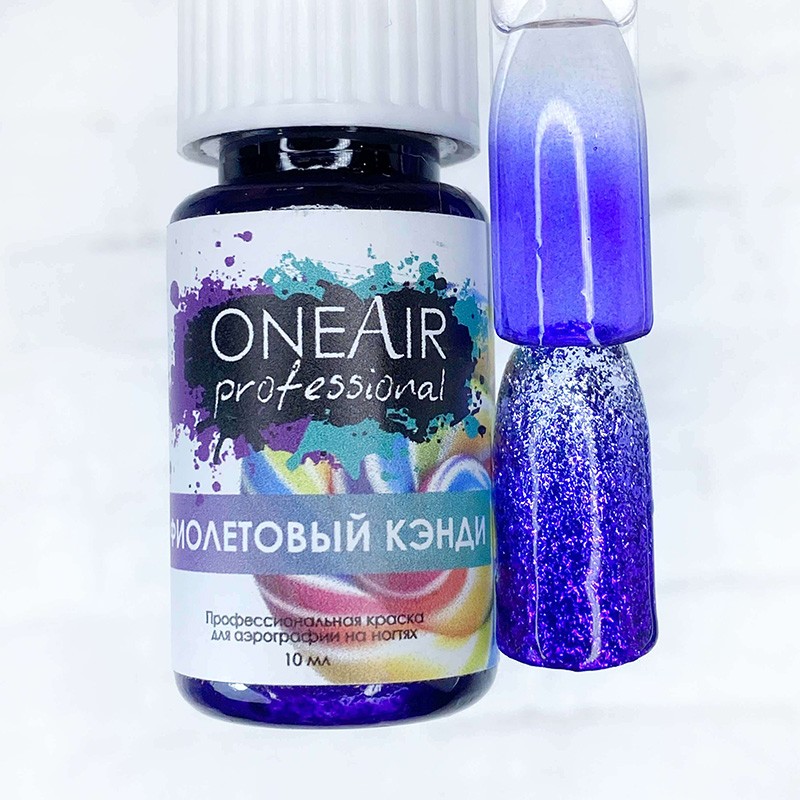 ONEAIR
professional
ФИОЛЕТОВЫЙ КЭНДИ
Профессиональная краска
для аэрографии на ногтях
10 мл